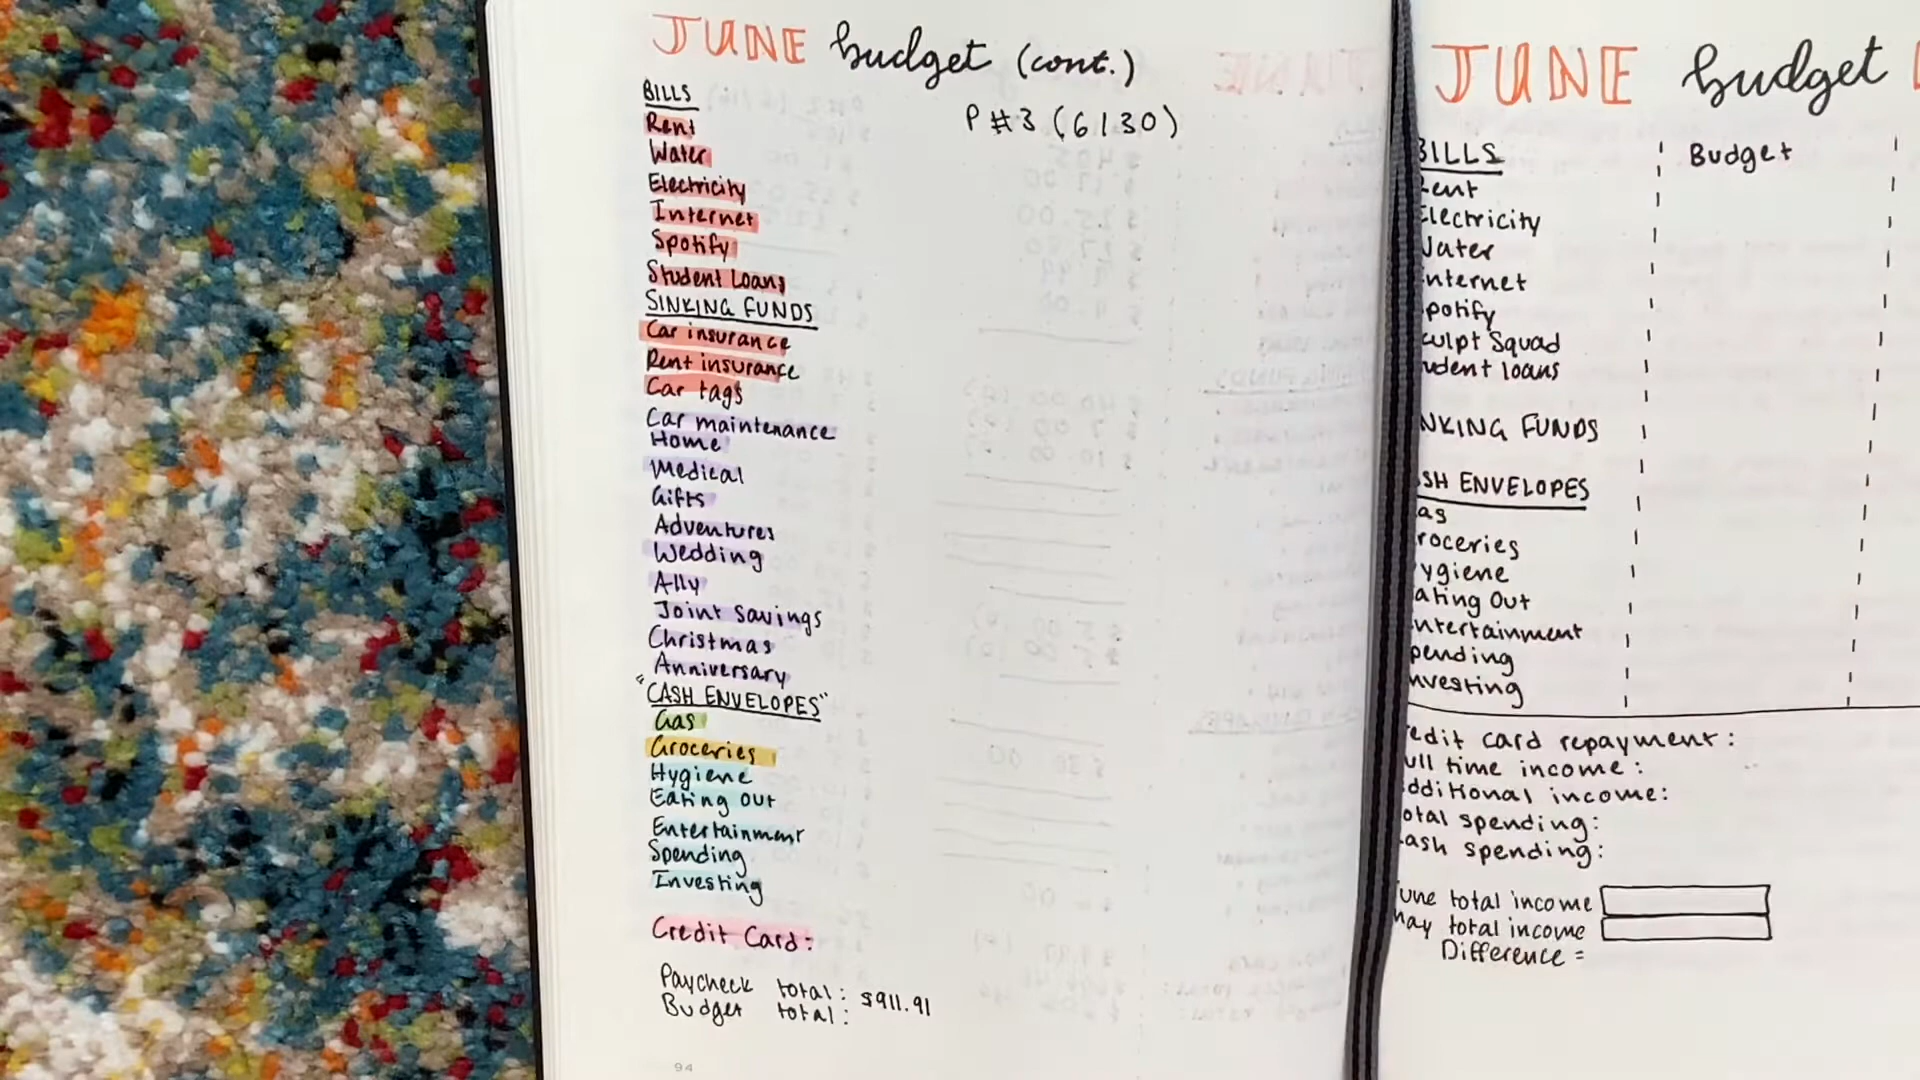 JUNE budget (cont.)
P #3 (6/30)
BILLS
Rent
Water
Electricity
Internet
Spotify
Student Loans
SINKING FUNDS
Car insurance
Rent insurance
Car tags
Car maintenance
Home
Medical
Gifts
Adventures
Wedding
Ally
Joint Savings
Christmas
Anniversary
"CASH ENVELOPES"
Gas
Groceries
Hygiene
Eating Out
Entertainment
Spending
Investing
Credit Card:
Paycheck total: $911.91
Budget total:
94
JUNE budget
BILLS
Budget
ent
Electricity
Water
nternet
potify
culpt Squad
udent loans
NKING FUNDS
SH ENVELOPES
as
roceries
ygiene
ating Out
ntertainment
pending
nvesting
redit card repayment:
ull time income:
dditional income:
otal spending:
ash spending:
une total income
may total income
Difference =